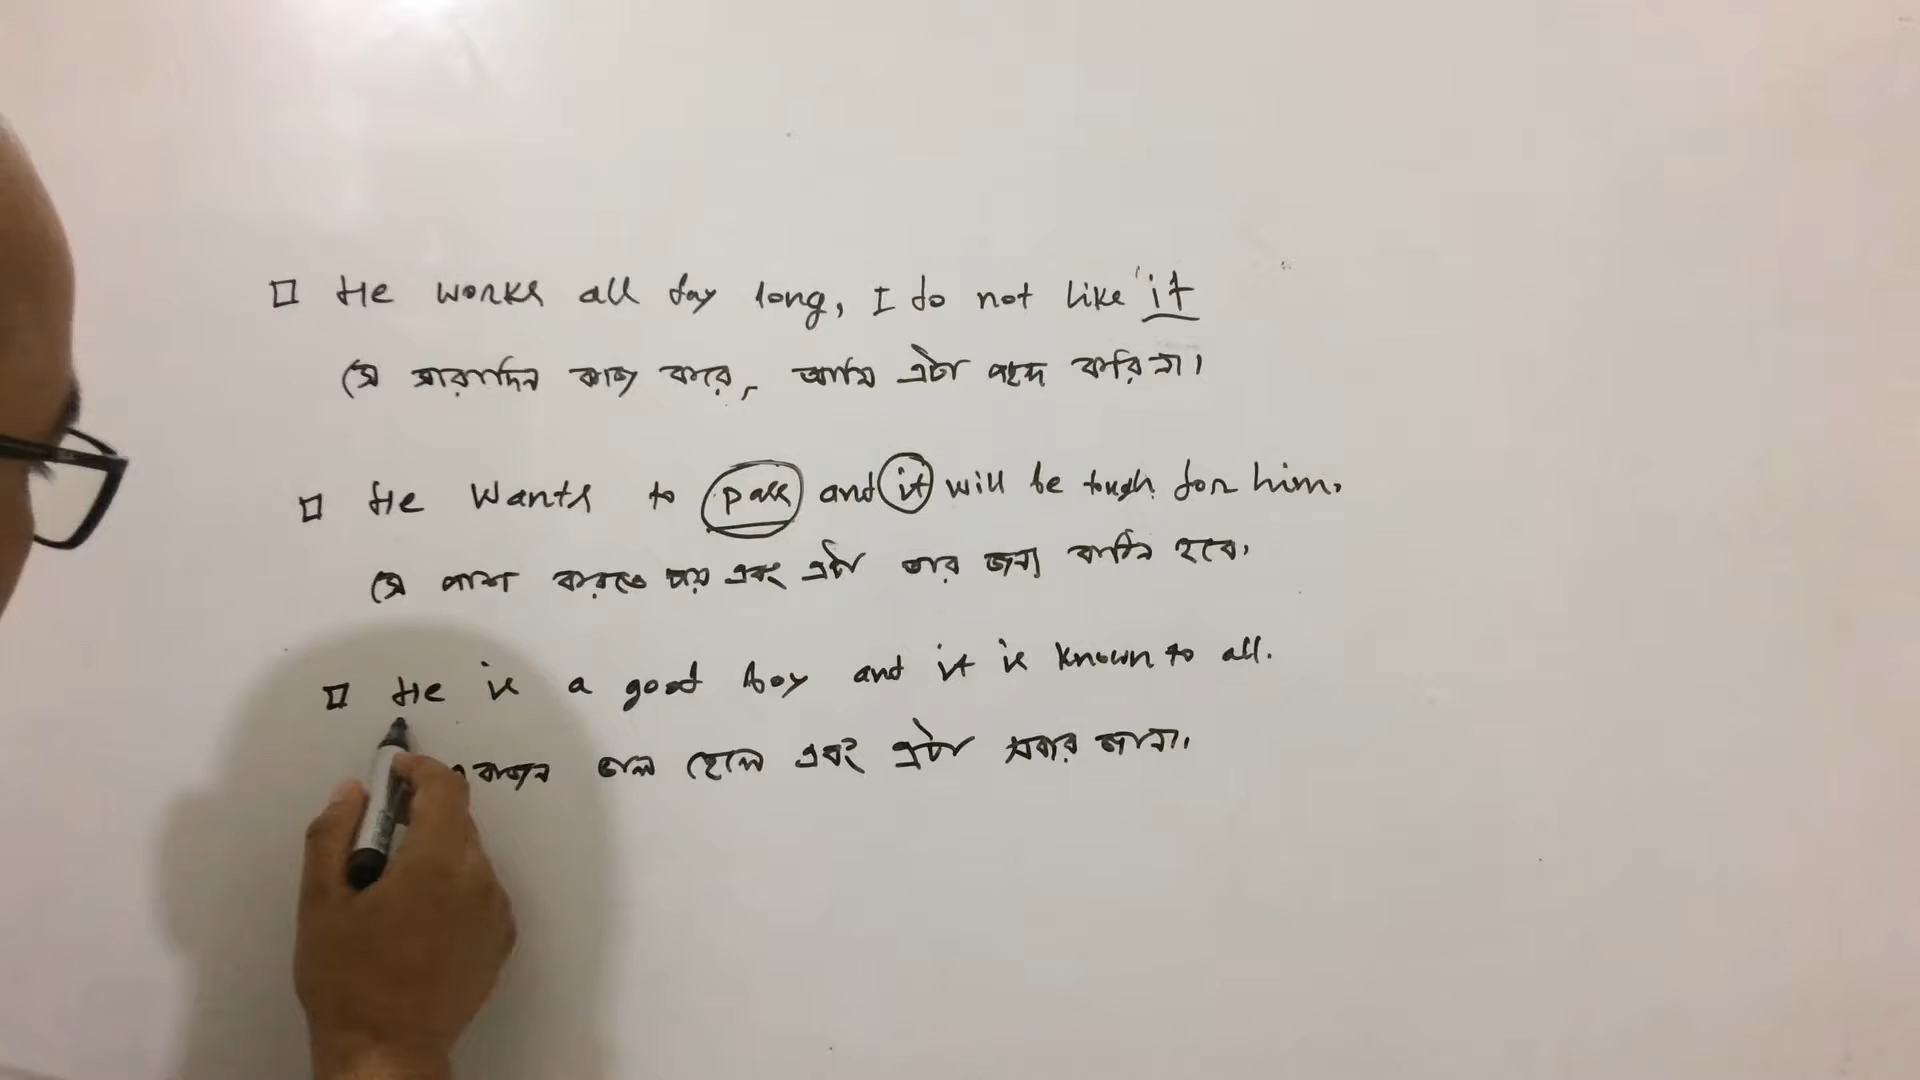 He works all day long, I do not like it
সে সারাদিন কাজ করে, আমি এটা পছন্দ করি না।
He wants to pass and it will be tough for him.
সে পাশ করতে চায় এবং এটা তার জন্য কঠিন হবে।
He is a good boy and it is known to all.
একজন ভাল ছেলে এবং এটা সবার জানা।